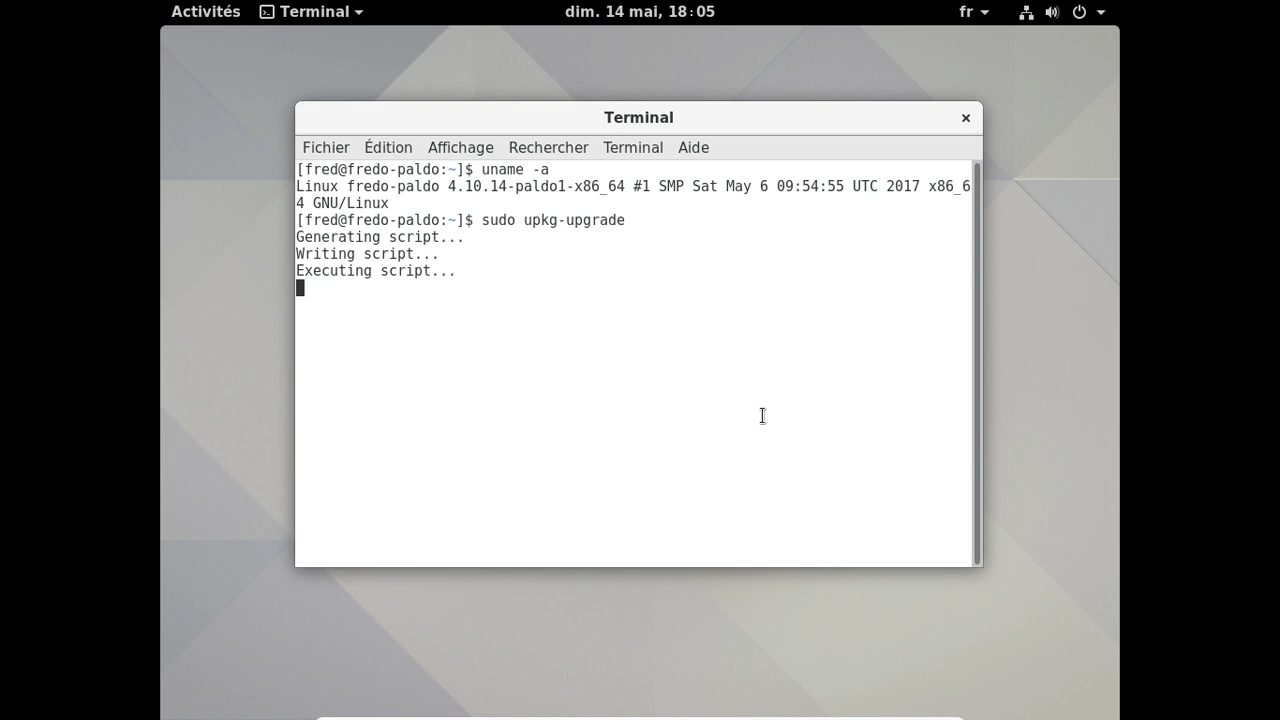 Activités Terminal dim. 14 mai, 18:05 fr
Terminal
Fichier Édition Affichage Rechercher Terminal Aide
[fred@fredo-paldo:~]$ uname -a
Linux fredo-paldo 4.10.14-paldo1-x86_64 #1 SMP Sat May 6 09:54:55 UTC 2017 x86_6
4 GNU/Linux
[fred@fredo-paldo:~]$ sudo upkg-upgrade
Generating script...
Writing script...
Executing script...